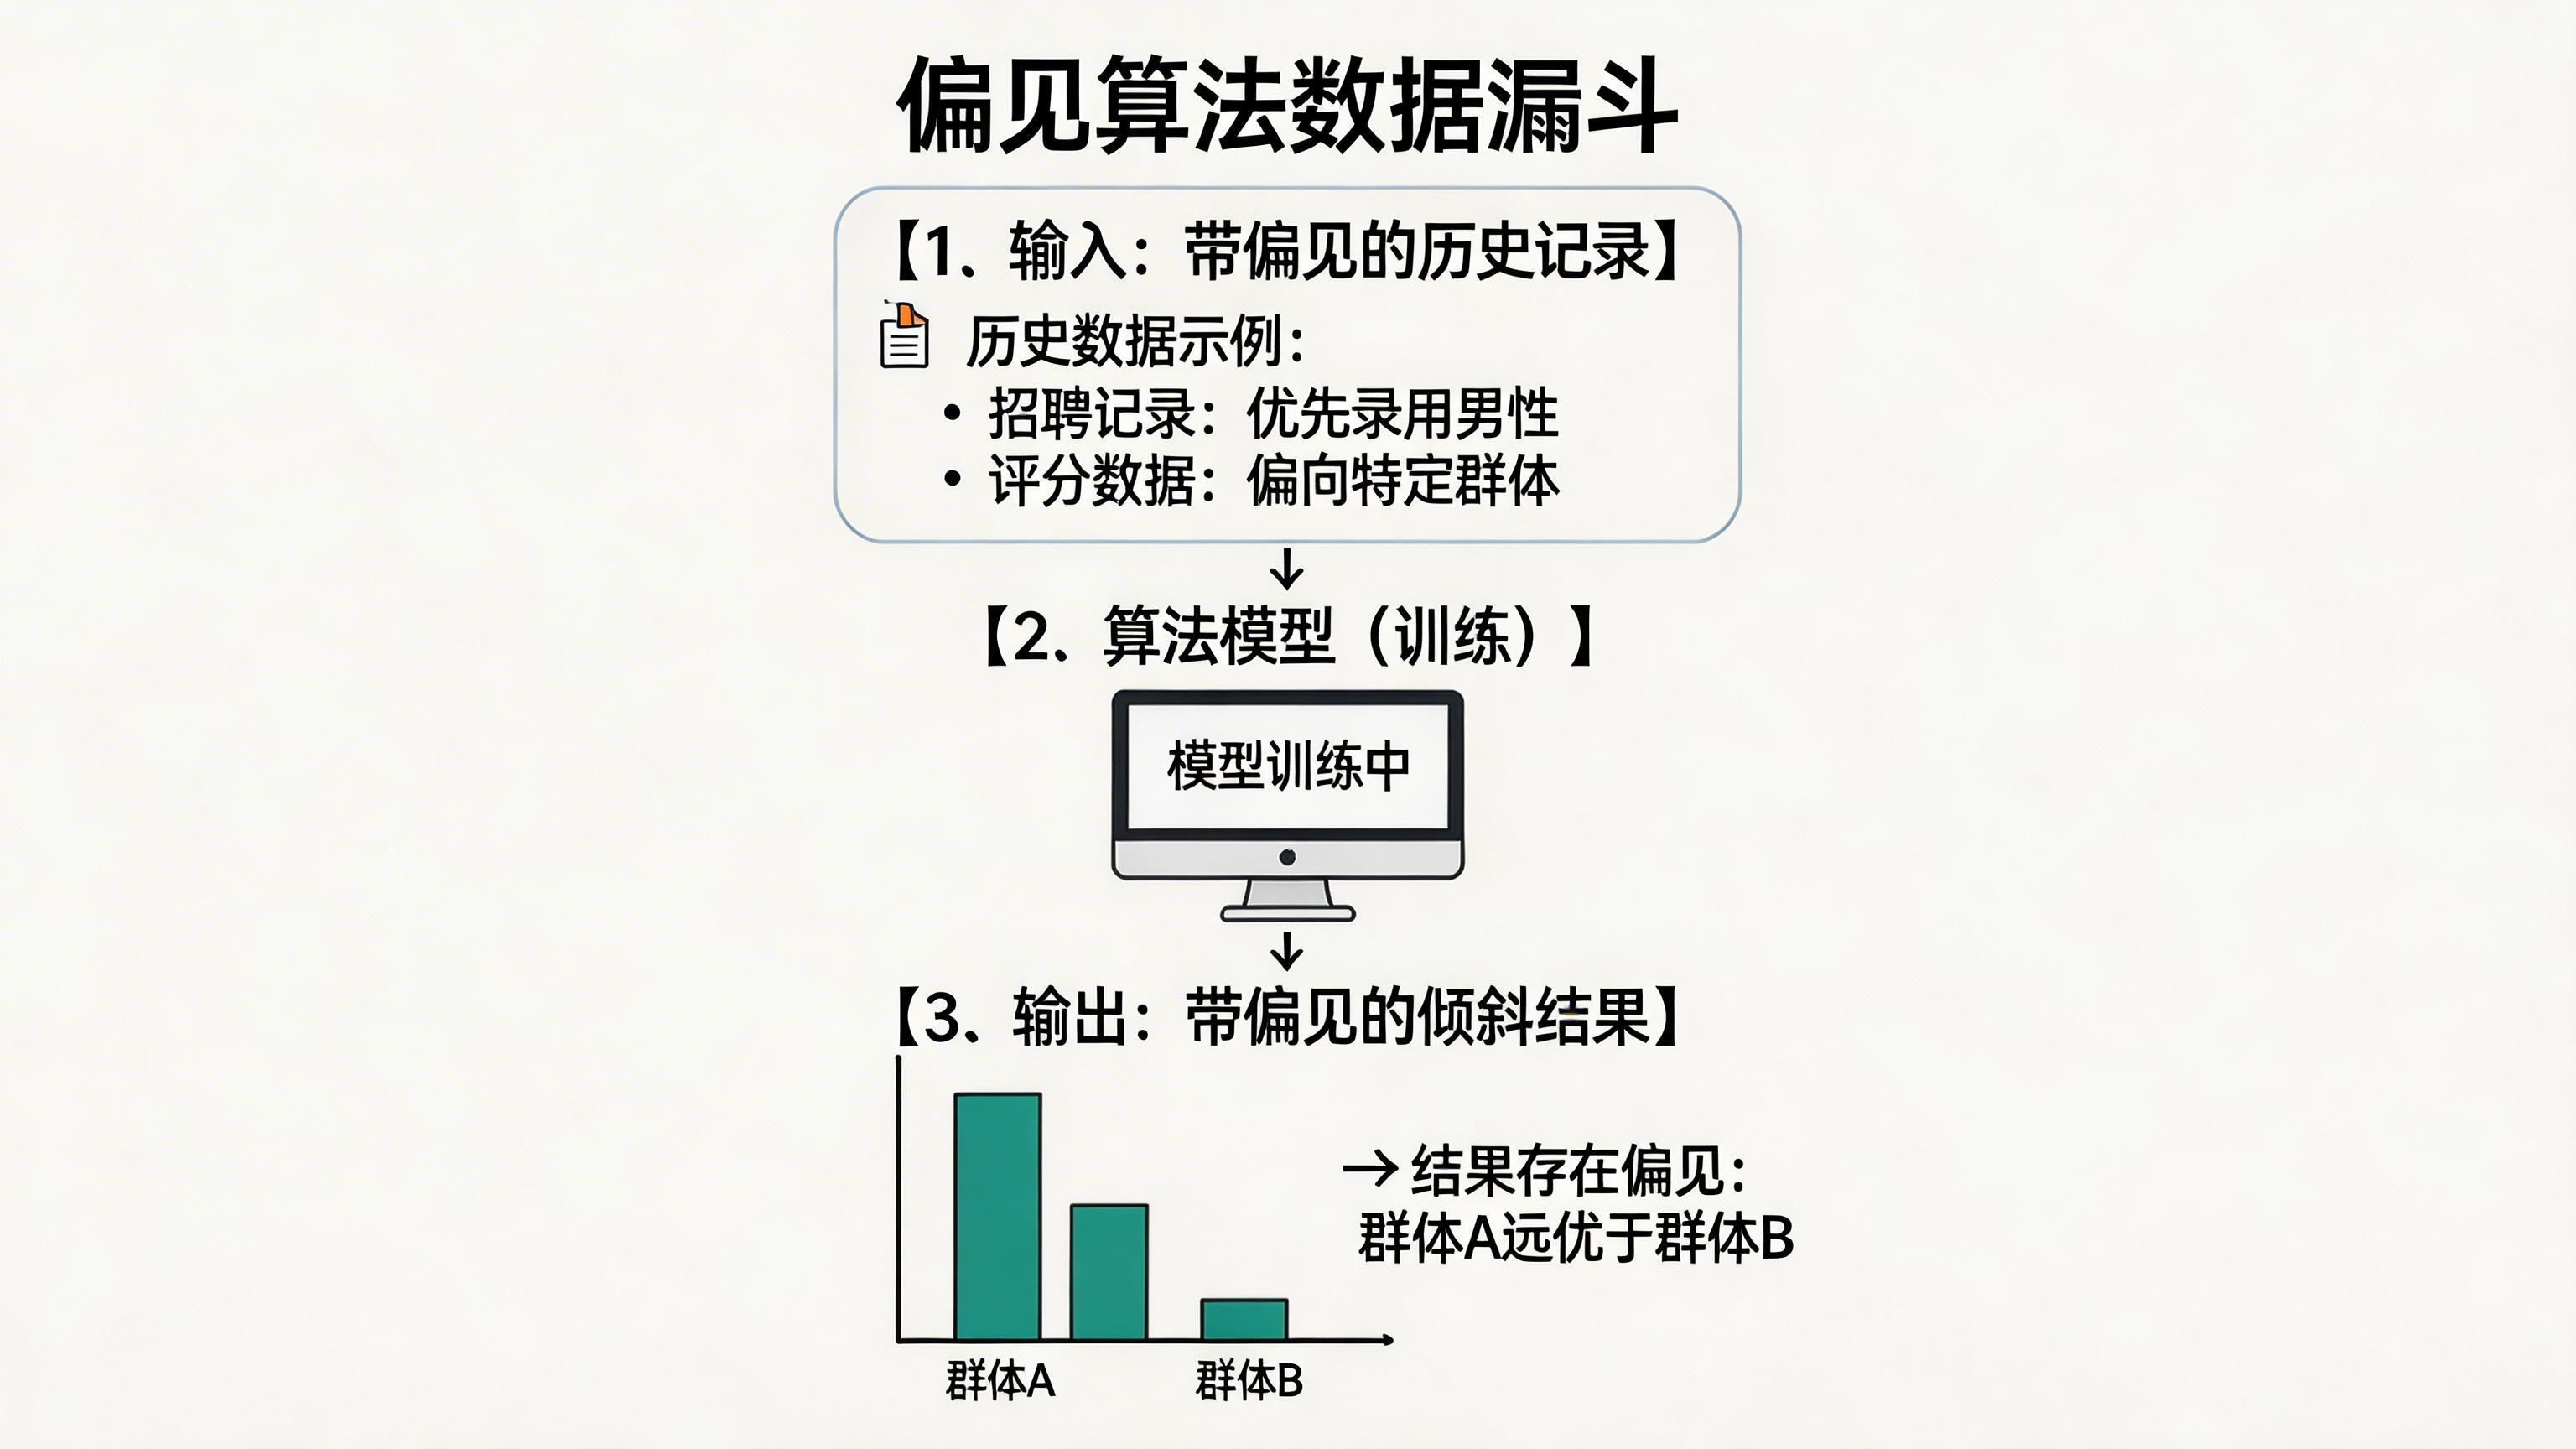 偏见算法数据漏斗
【1. 输入：带偏见的历史记录】
历史数据示例：
• 招聘记录：优先录用男性
• 评分数据：偏向特定群体
↓
【2. 算法模型（训练）】
模型训练中
↓
【3. 输出：带偏见的倾斜结果】
→ 结果存在偏见：
群体A远优于群体B
群体A
群体B